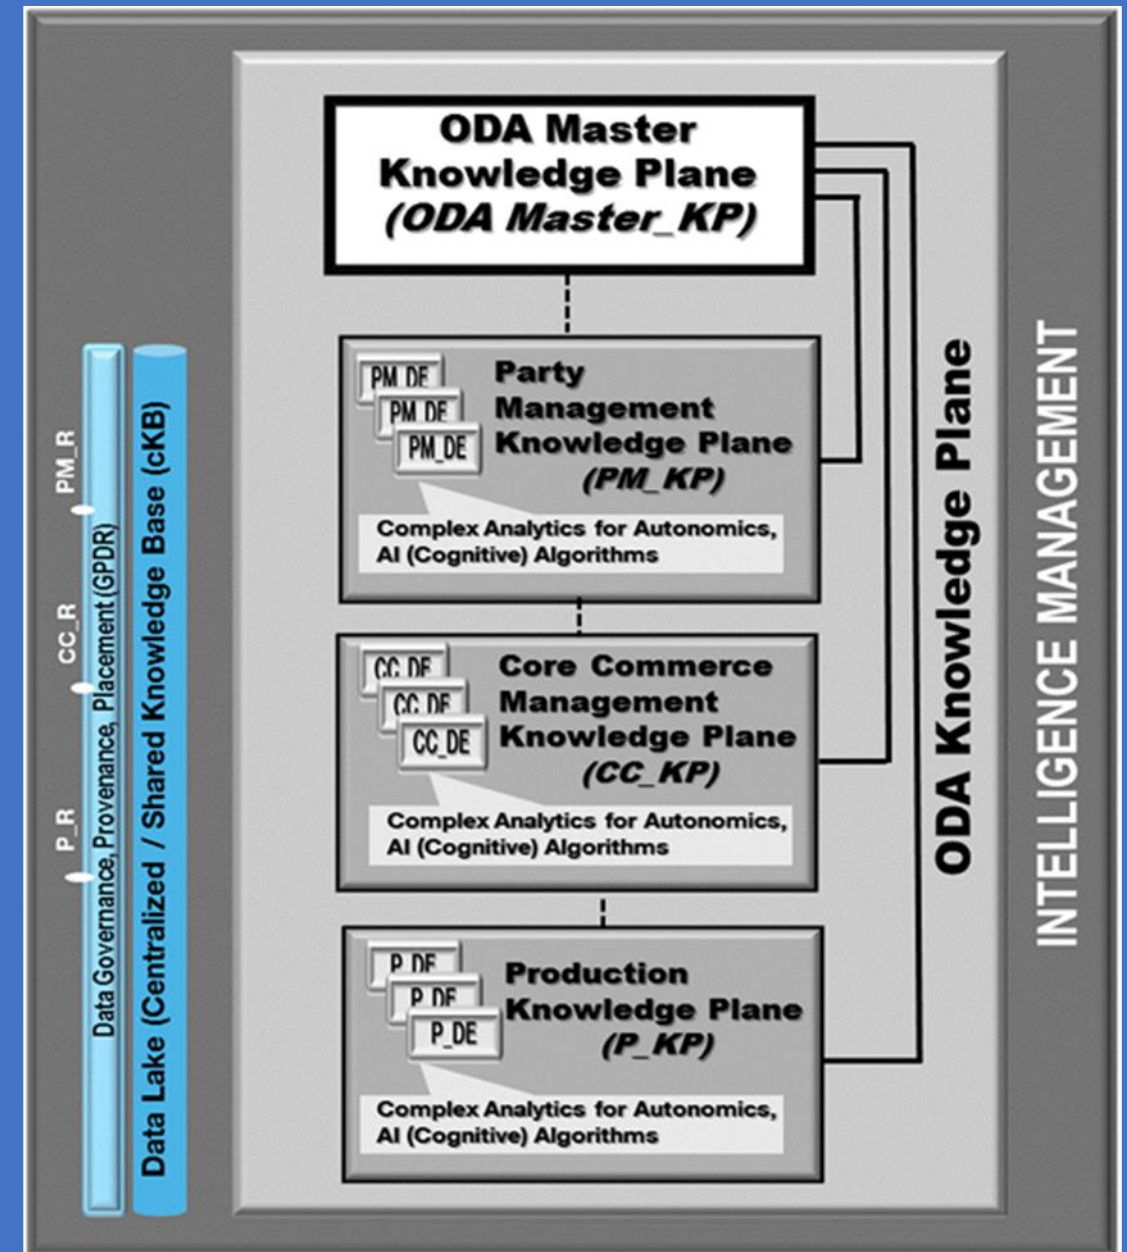 ODA Master
Knowledge Plane
(ODA Master_KP)
PM_DE
PM_DE
PM_DE
Party
Management
Knowledge Plane
(PM_KP)
Complex Analytics for Autonomics,
AI (Cognitive) Algorithms
CC_DE
CC_DE
CC_DE
Core Commerce
Management
Knowledge Plane
(CC_KP)
Complex Analytics for Autonomics,
AI (Cognitive) Algorithms
P_DE
P_DE
P_DE
Production
Knowledge Plane
(P_KP)
Complex Analytics for Autonomics,
AI (Cognitive) Algorithms
PM_R
CC_R
P_R
Data Governance, Provenance, Placement (GPDR)
Data Lake (Centralized / Shared Knowledge Base (cKB)
ODA Knowledge Plane
INTELLIGENCE MANAGEMENT